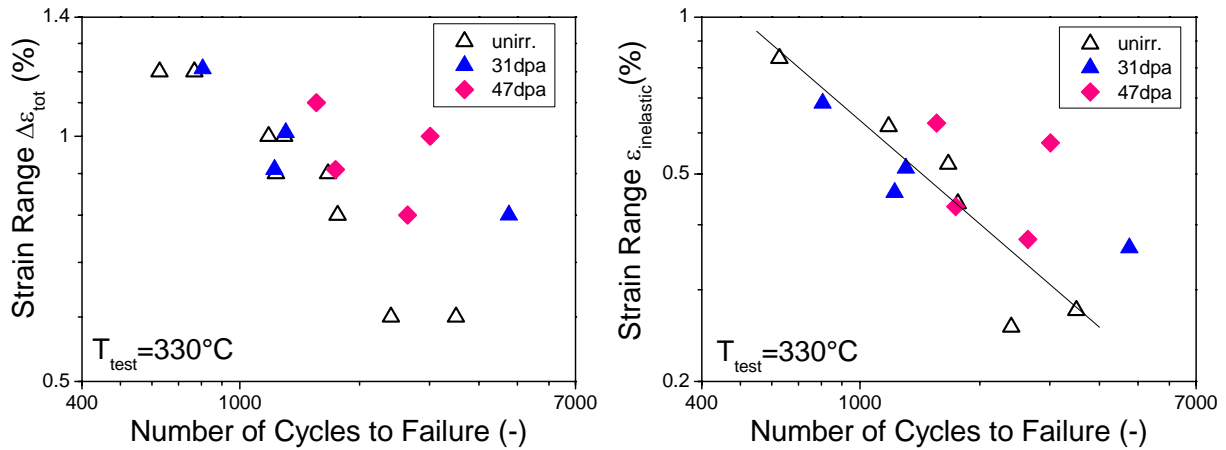 1.4
1
0.5
Strain Range Δε_tot (%)
unirr.
31dpa
47dpa
T_test=330°C
400
1000
7000
Number of Cycles to Failure (-)
1
0.5
0.2
Strain Range ε_inelastic(%)
unirr.
31dpa
47dpa
T_test=330°C
400
1000
7000
Number of Cycles to Failure (-)